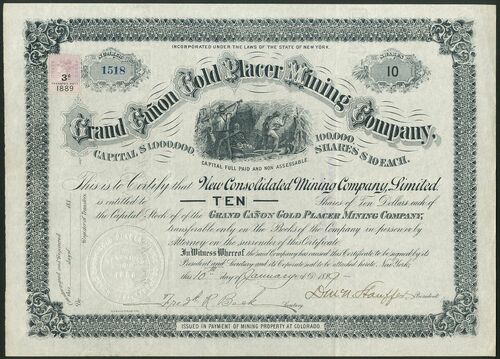 INCORPORATED UNDER THE LAWS OF THE STATE OF NEW YORK.
NUMBER
1518
SHARES
10
3d
1889
Grand Cañon Gold Placer Mining Company.
CAPITAL $1,000,000
100,000 SHARES $10 EACH.
CAPITAL FULL PAID AND NON ASSESSABLE
This is to Certify that New Consolidated Mining Company, Limited
is entitled to TEN Shares of Ten Dollars each of
the Capital Stock of the GRAND CAÑON GOLD PLACER MINING COMPANY,
transferable only on the Books of the Company in person or by
Attorney on the surrender of this Certificate.
In Witness Whereof the said Company has caused this Certificate to be signed by its
President and Secretary and its Corporate seal to be attached hereto, New York,
this 10th day of January 1889
Secretary
President
ISSUED IN PAYMENT OF MINING PROPERTY AT COLORADO.